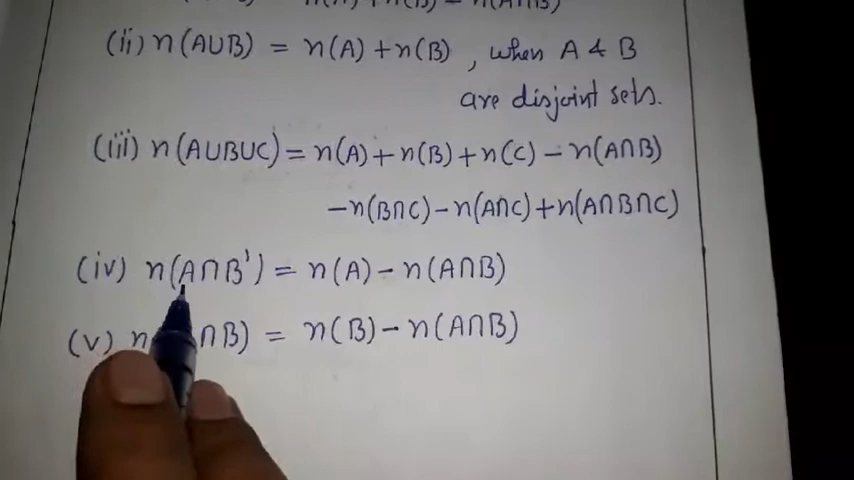 n(A)+n(B) - n(A∩B)
(ii) n(A∪B) = n(A)+n(B) , when A & B
are disjoint sets.
(iii) n(A∪B∪C) = n(A)+n(B)+n(C) - n(A∩B)
-n(B∩C)-n(A∩C)+n(A∩B∩C)
(iv) n(A∩B') = n(A)-n(A∩B)
(v) n ∩B) = n(B)-n(A∩B)